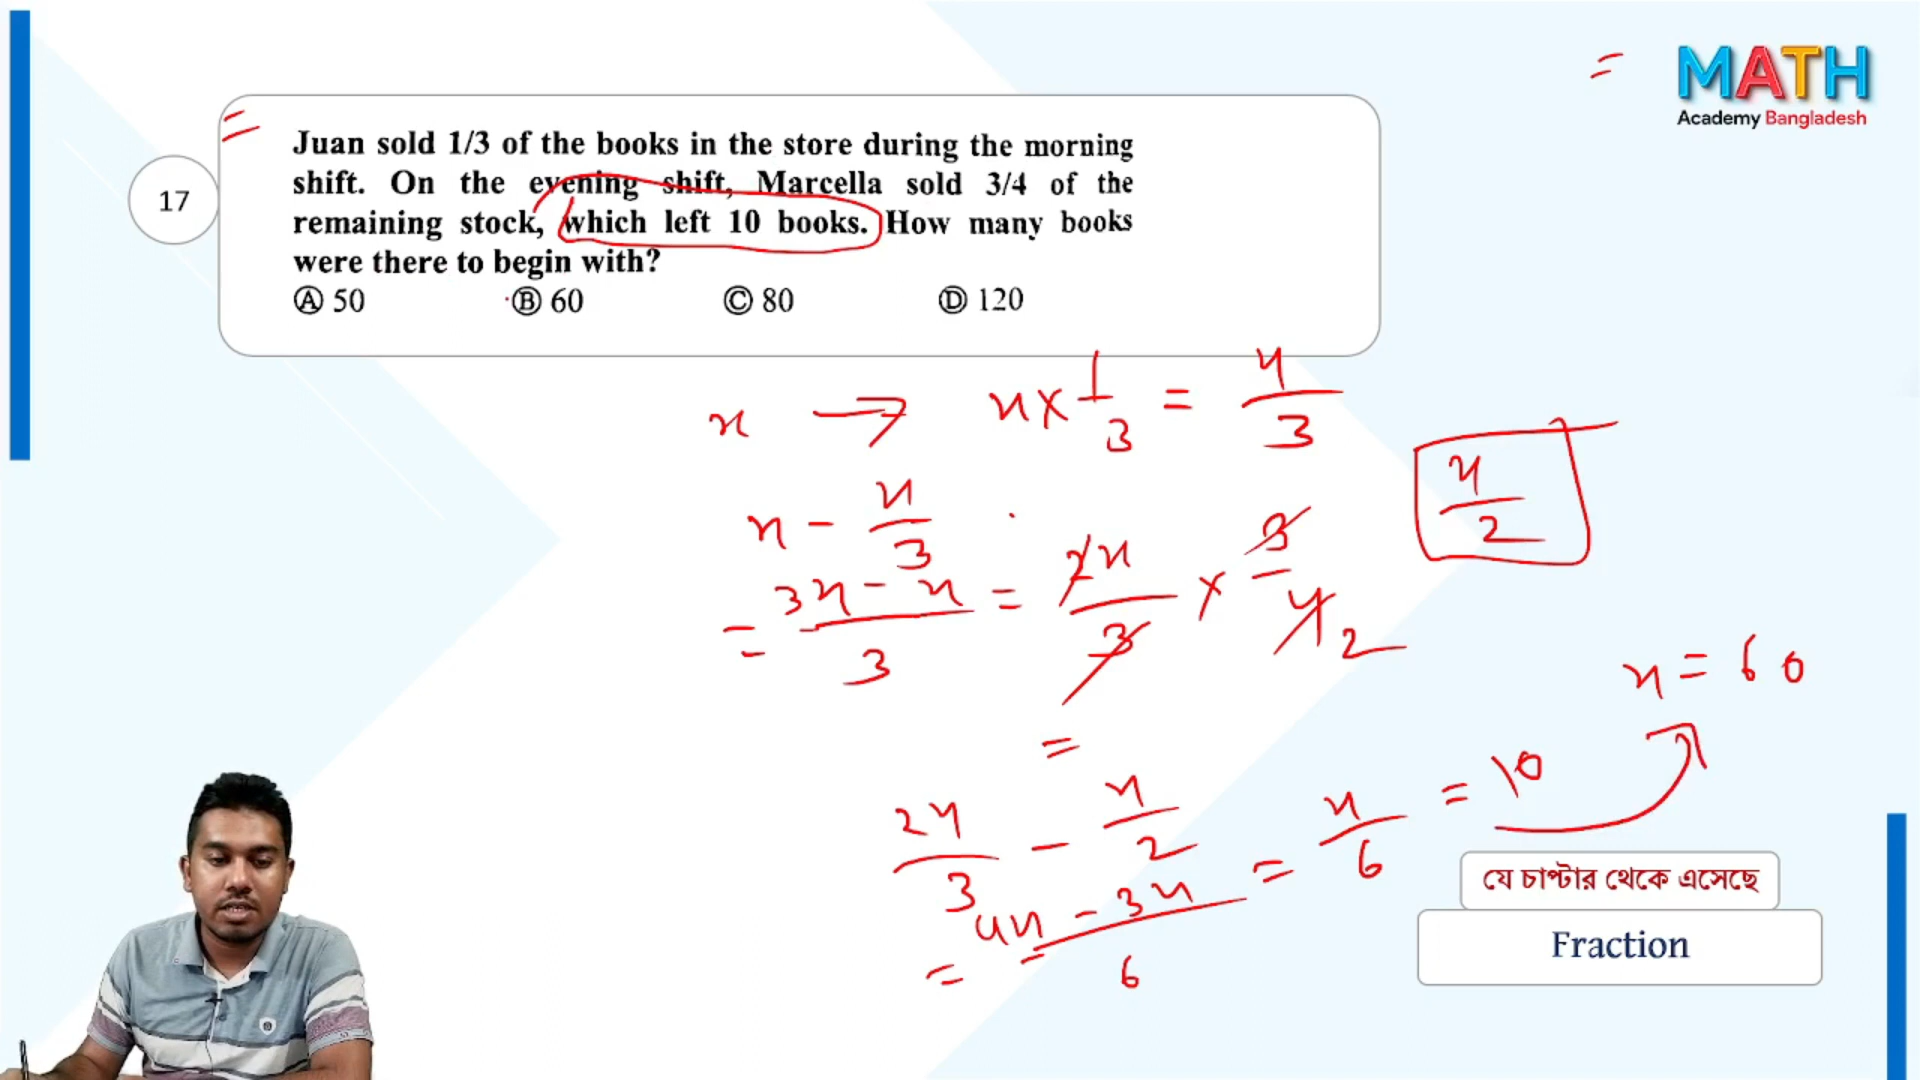 =
MATH
Academy Bangladesh
=
17
Juan sold 1/3 of the books in the store during the morning
shift. On the evening shift, Marcella sold 3/4 of the
remaining stock, which left 10 books. How many books
were there to begin with?
Ⓐ 50 Ⓑ 60 Ⓒ 80 Ⓓ 120
x → x × 1/3 = x/3
x/2
x - x/3
= 3x - x/3 = 2x/3 × 3/4 2
=
x = 60
2x/3 - x/2 = x/6 = 10
= 4x - 3x/6
যে চাপ্টার থেকে এসেছে
Fraction